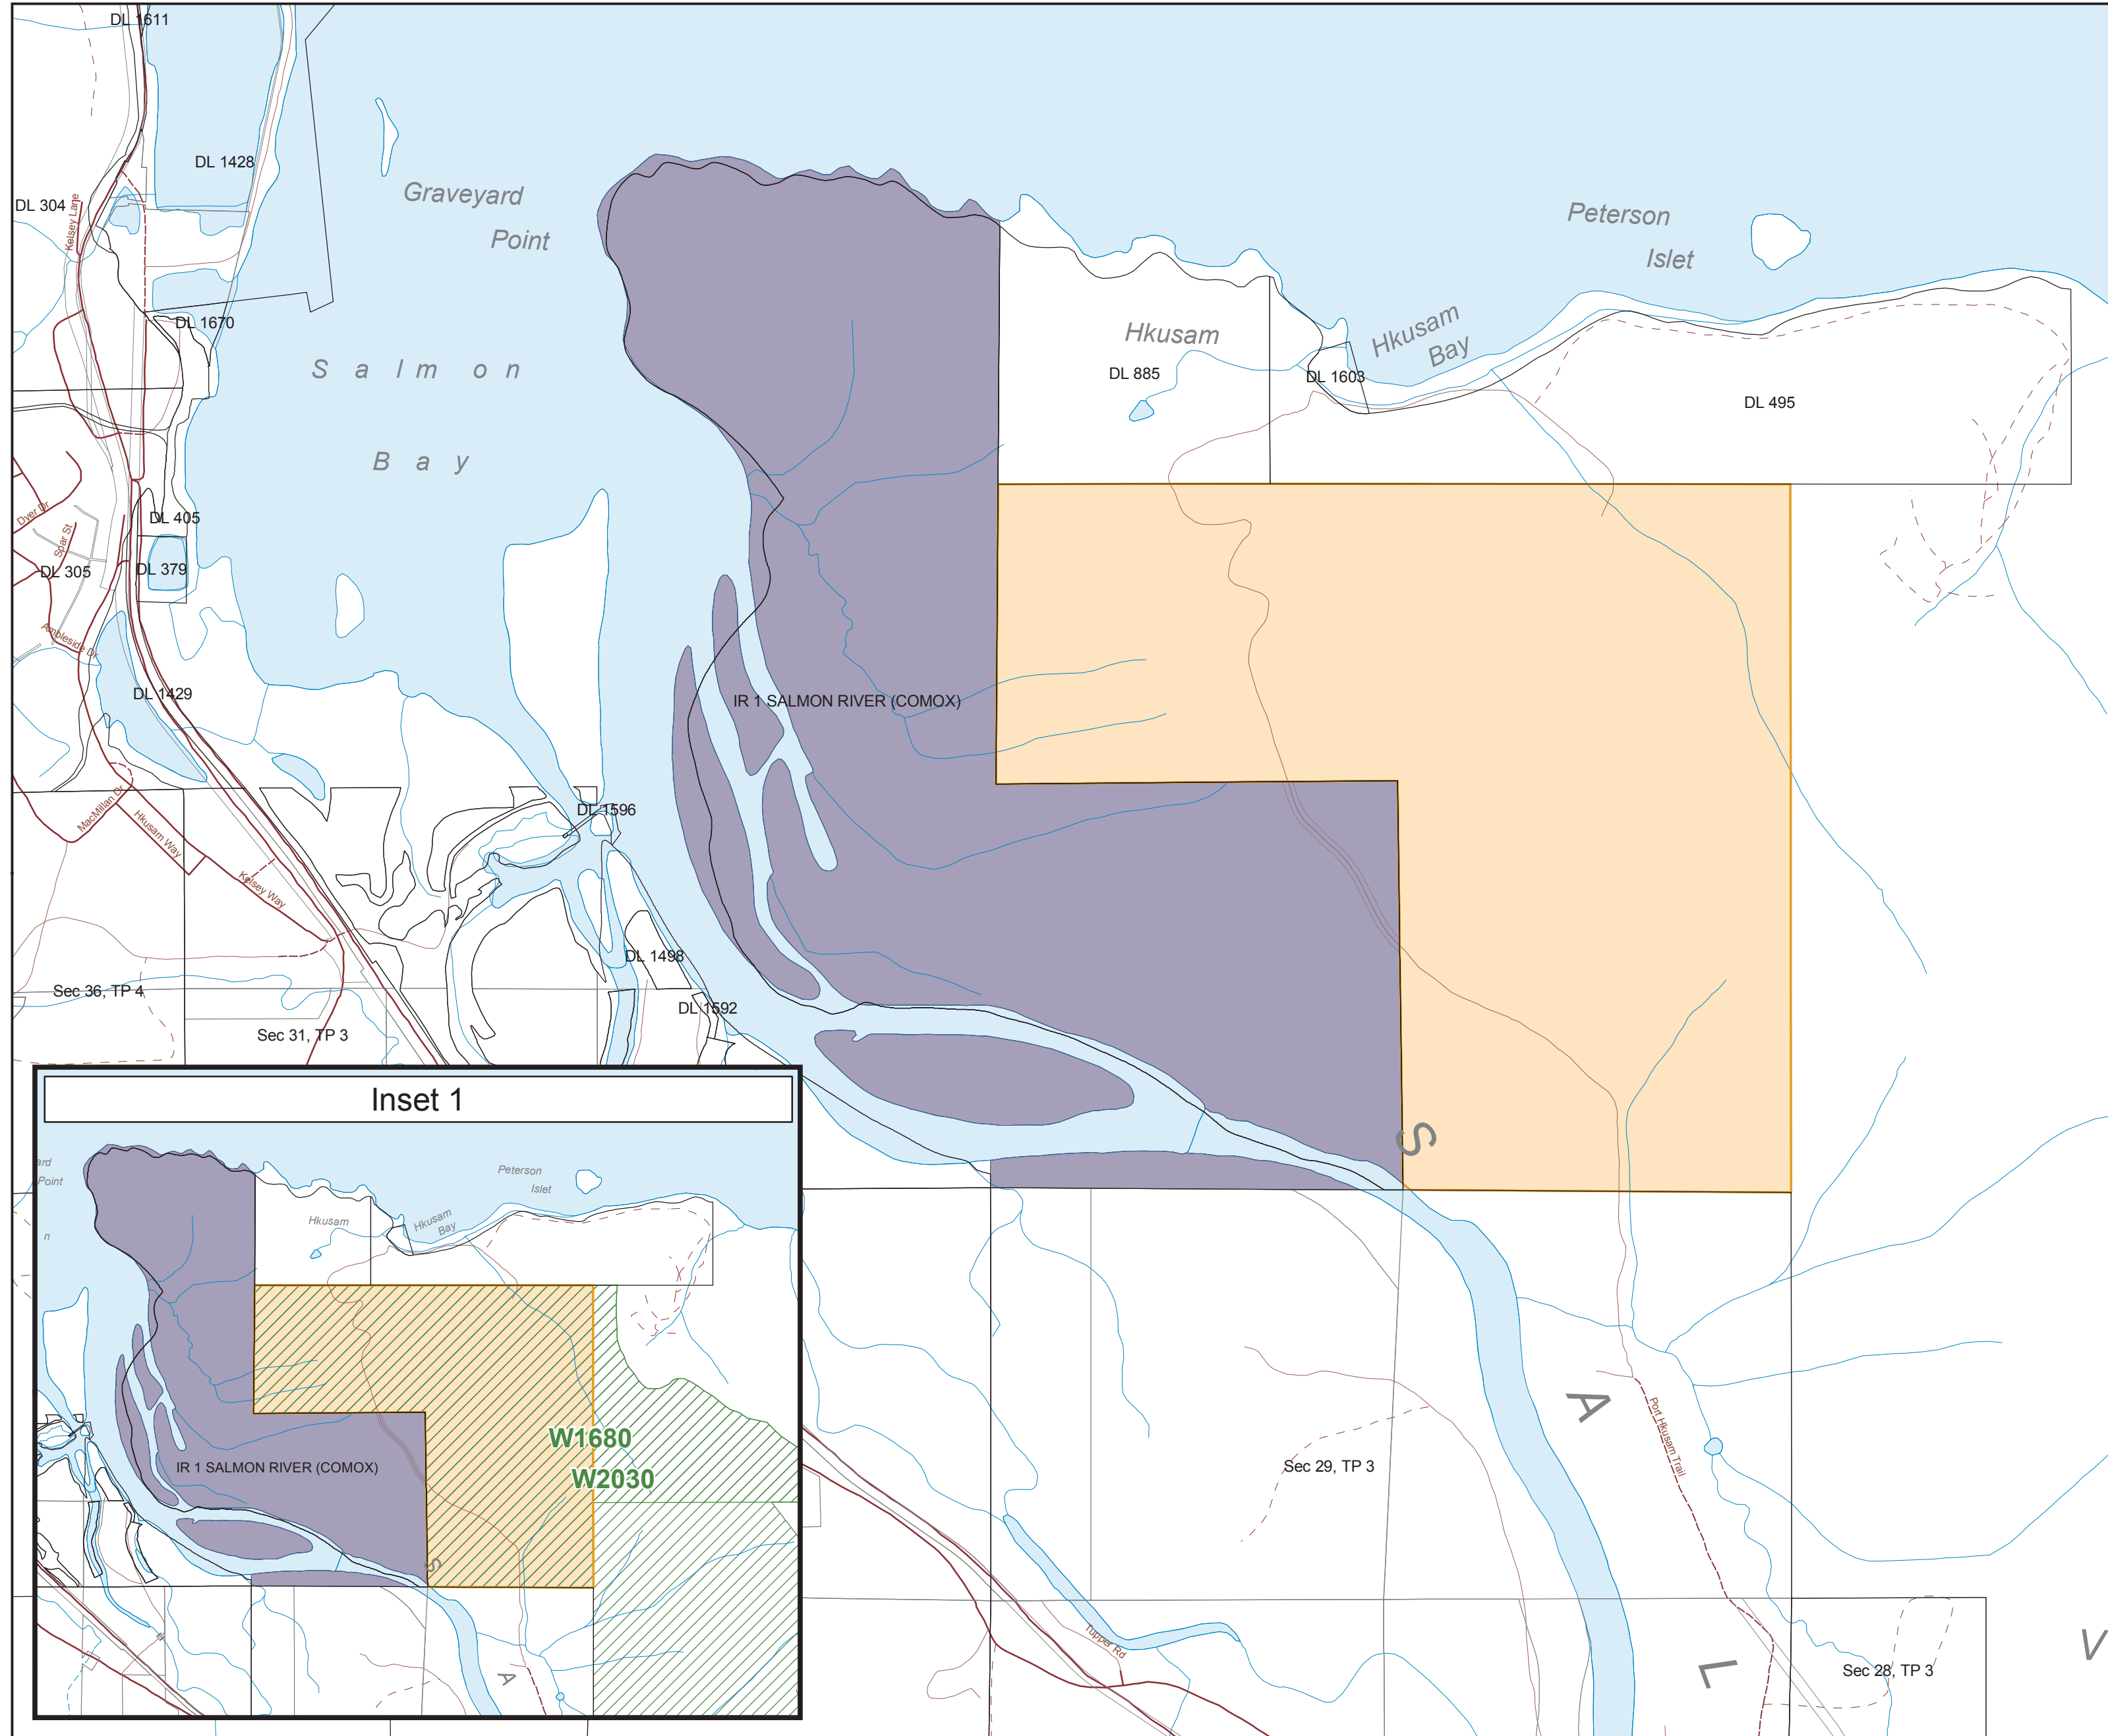 DL 1611
DL 1428
DL 304
Kelsey Lane
Graveyard
Point
Peterson
Islet
DL 1670
Hkusam
Hkusam
Bay
S a l m o n
DL 885
DL 1603
DL 495
B a y
Dyer Dr
DL 405
Spar St
DL 305
DL 379
Ambleside Dr
DL 1429
IR 1 SALMON RIVER (COMOX)
MacMillan Dr
Hkusam Way
DL 1596
Kelsey Way
DL 1498
Sec 36, TP 4
DL 1592
Sec 31, TP 3
S
A
L
V
Port Hkusam Trail
Sec 29, TP 3
Tupper Rd
Sec 28, TP 3
Inset 1
ard
Point
n
Peterson
Islet
Hkusam
Hkusam
Bay
W1680
W2030
IR 1 SALMON RIVER (COMOX)
S
A